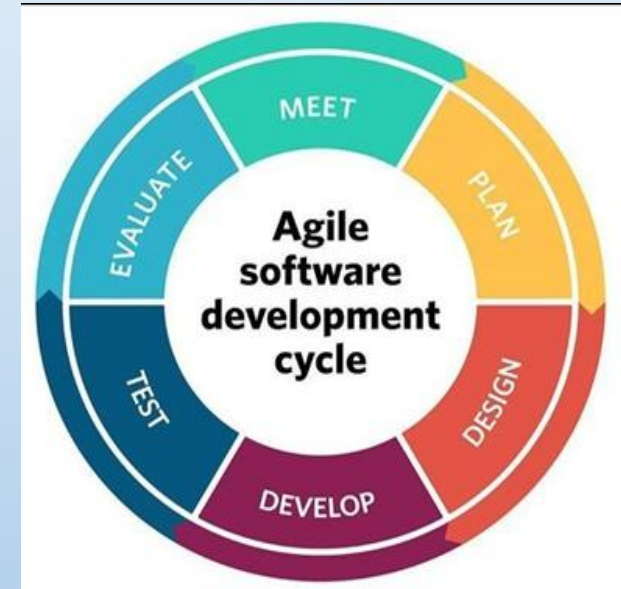 MEET
PLAN
DESIGN
DEVELOP
TEST
EVALUATE
Agile
software
development
cycle